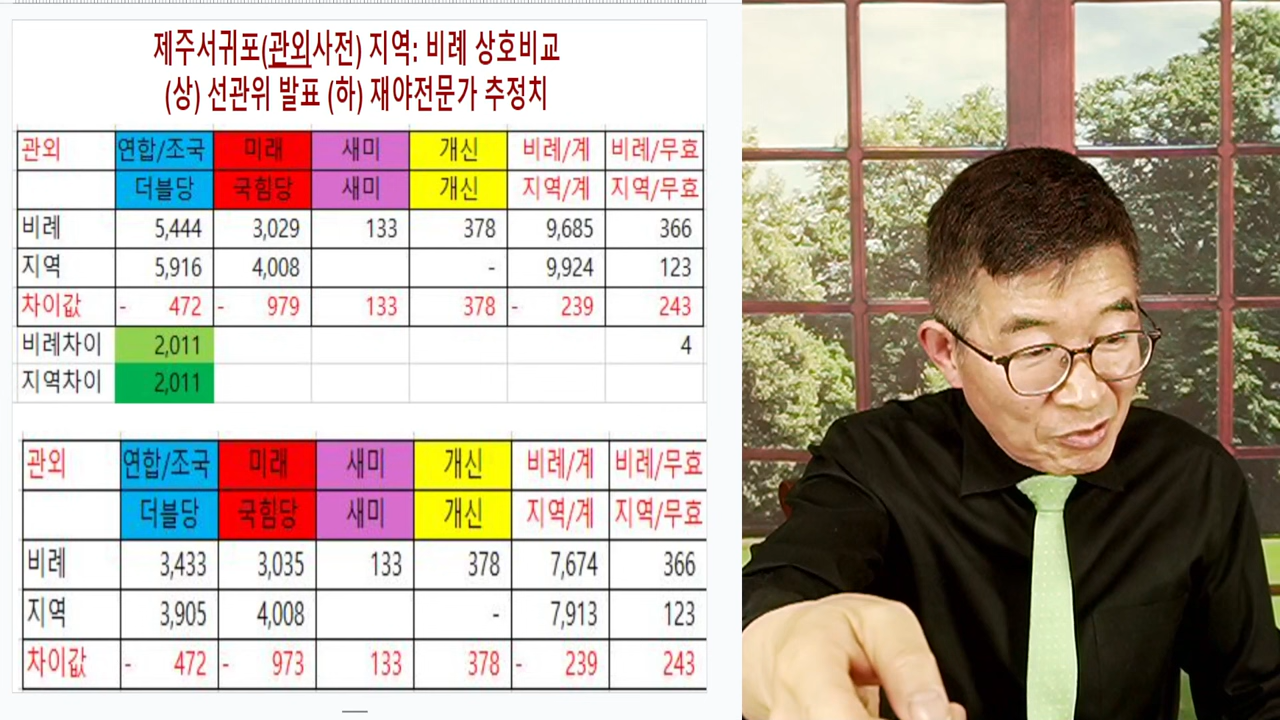 제주서귀포(관외사전) 지역: 비례 상호비교
(상) 선관위 발표 (하) 재야전문가 추정치
관외 연합/조국 미래 새미 개신 비례/계 비례/무효
더블당 국힘당 새미 개신 지역/계 지역/무효
비례 5,444 3,029 133 378 9,685 366
지역 5,916 4,008 - 9,924 123
차이값 - 472 - 979 133 378 - 239 243
비례차이 2,011 4
지역차이 2,011
관외 연합/조국 미래 새미 개신 비례/계 비례/무효
더블당 국힘당 새미 개신 지역/계 지역/무효
비례 3,433 3,035 133 378 7,674 366
지역 3,905 4,008 - 7,913 123
차이값 - 472 - 973 133 378 - 239 243